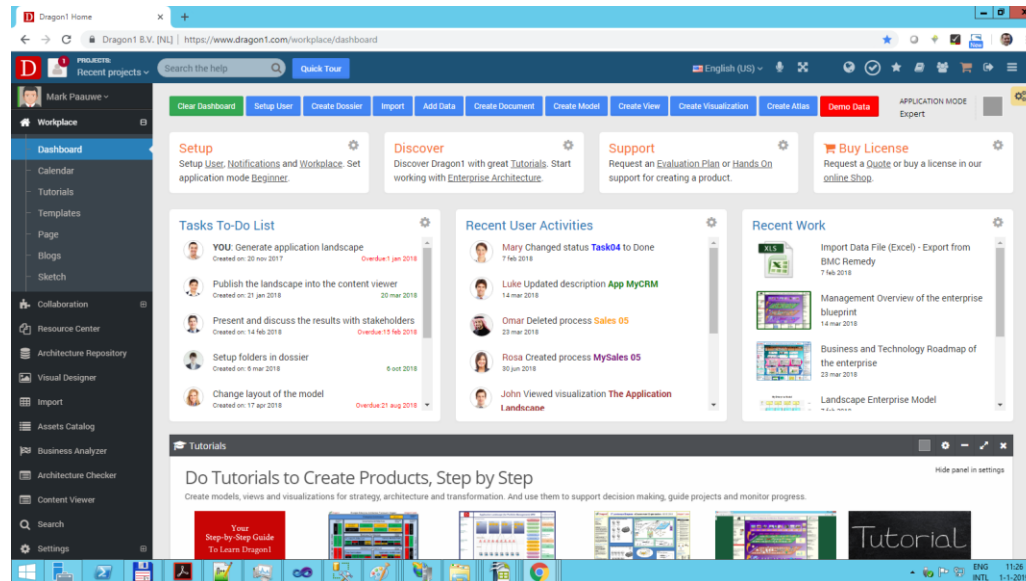 Dragon1 Home
Dragon1 B.V. [NL] | https://www.dragon1.com/workplace/dashboard
PROJECTS:
Recent projects
Search the help
Quick Tour
English (US)
Mark Paauwe
Clear Dashboard
Setup User
Create Dossier
Import
Add Data
Create Document
Create Model
Create View
Create Visualization
Create Atlas
Demo Data
APPLICATION MODE
Expert
Workplace
Dashboard
Calendar
Tutorials
Templates
Page
Blogs
Sketch
Collaboration
Resource Center
Architecture Repository
Visual Designer
Import
Assets Catalog
Business Analyzer
Architecture Checker
Content Viewer
Search
Settings
Setup
Setup User, Notifications and Workplace. Set
application mode Beginner.
Discover
Discover Dragon1 with great Tutorials. Start
working with Enterprise Architecture.
Support
Request an Evaluation Plan or Hands On
support for creating a product.
Buy License
Request a Quote or buy a license in our
online Shop.
Tasks To-Do List
YOU: Generate application landscape
Created on: 20 nov 2017 Overdue:1 jan 2018
Publish the landscape into the content viewer
Created on: 21 jan 2018 20 mar 2018
Present and discuss the results with stakeholders
Created on: 14 feb 2018 Overdue:15 feb 2018
Setup folders in dossier
Created on: 6 mar 2018 6 oct 2018
Change layout of the model
Created on: 17 apr 2018 Overdue:21 aug 2018
Recent User Activities
Mary Changed status Task04 to Done
7 feb 2018
Luke Updated description App MyCRM
14 mar 2018
Omar Deleted process Sales 05
23 mar 2018
Rosa Created process MySales 05
30 jun 2018
John Viewed visualization The Application
Landscape
Recent Work
XLS
Import Data File (Excel) - Export from
BMC Remedy
7 feb 2018
Management Overview of the enterprise
blueprint
14 mar 2018
Business and Technology Roadmap of
the enterprise
23 mar 2018
Landscape Enterprise Model
Tutorials
Hide panel in settings
Do Tutorials to Create Products, Step by Step
Create models, views and visualizations for strategy, architecture and transformation. And use them to support decision making, guide projects and monitor progress.
Your
Step-by-Step Guide
To Learn Dragon1
Tutorial
ENG 11:26
INTL